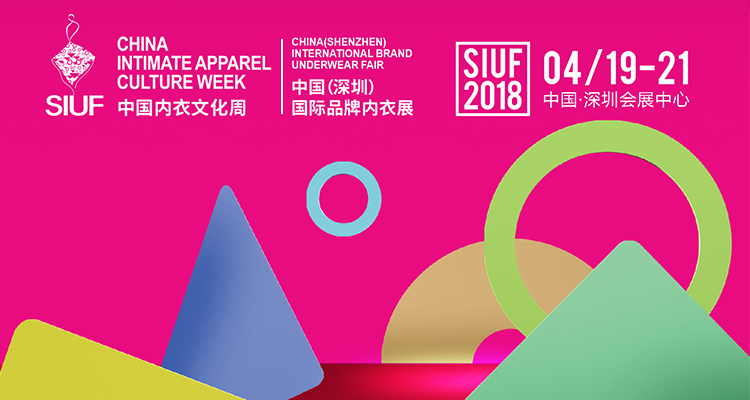 SIUF
CHINA
INTIMATE APPAREL
CULTURE WEEK
中国内衣文化周
CHINA(SHENZHEN)
INTERNATIONAL BRAND
UNDERWEAR FAIR
中国(深圳)
国际品牌内衣展
SIUF
2018
04/19-21
中国·深圳会展中心